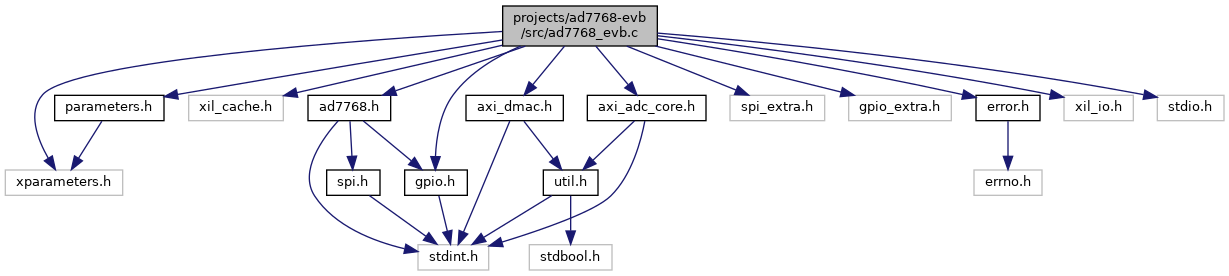 projects/ad7768-evb
/src/ad7768_evb.c
parameters.h
xil_cache.h
ad7768.h
axi_dmac.h
axi_adc_core.h
spi_extra.h
gpio_extra.h
error.h
xil_io.h
stdio.h
xparameters.h
spi.h
gpio.h
util.h
errno.h
stdint.h
stdbool.h